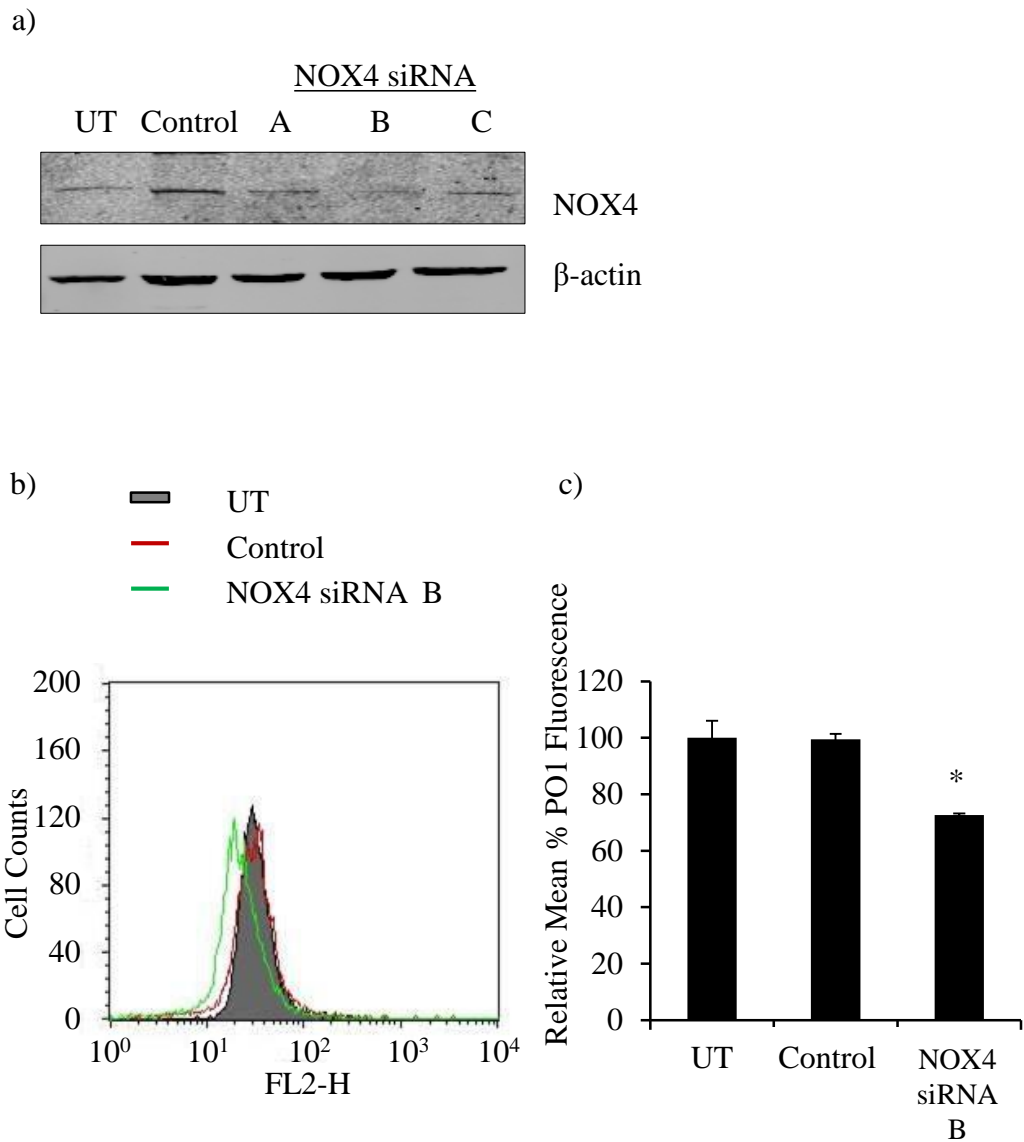 a)
NOX4 siRNA
UT Control A B C
NOX4
β-actin
b)
UT
Control
NOX4 siRNA B
Cell Counts
200
160
120
80
40
0
10⁰ 10¹ 10² 10³ 10⁴
FL2-H
c)
Relative Mean % PO1 Fluorescence
120
100
80
60
40
20
0
*
UT Control NOX4
siRNA
B